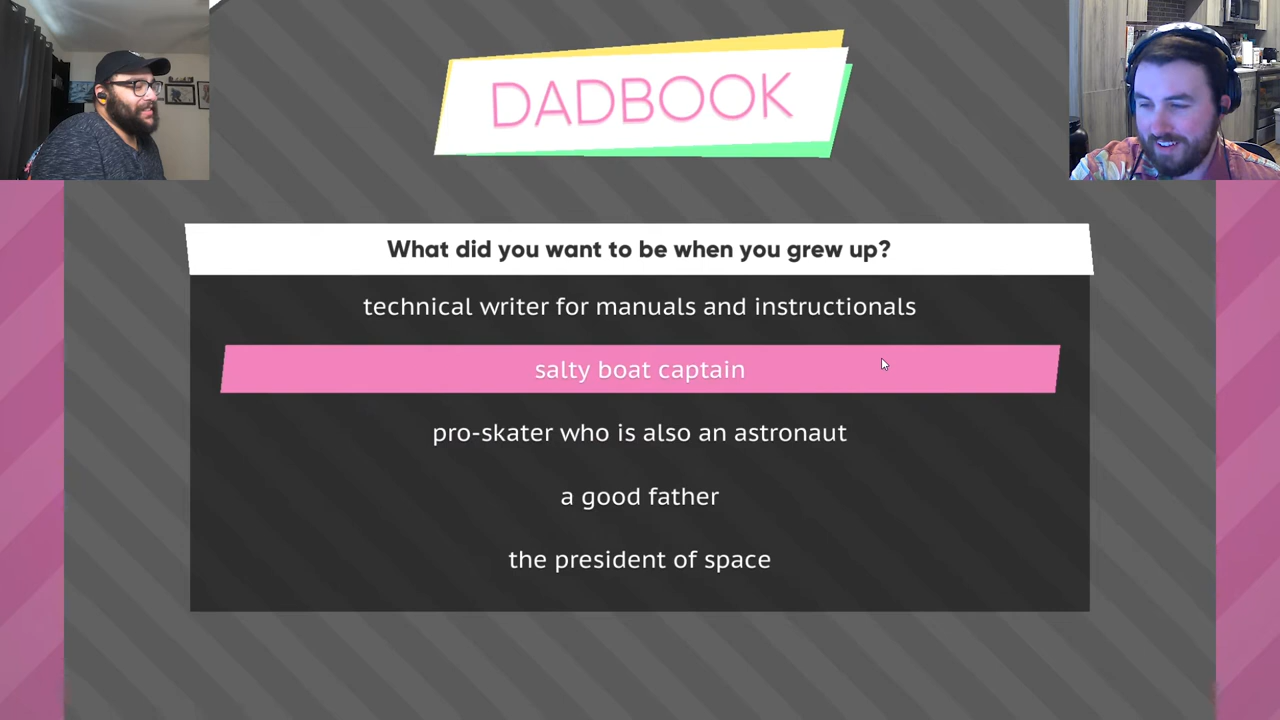 DADBOOK
What did you want to be when you grew up?
technical writer for manuals and instructionals
salty boat captain
pro-skater who is also an astronaut
a good father
the president of space